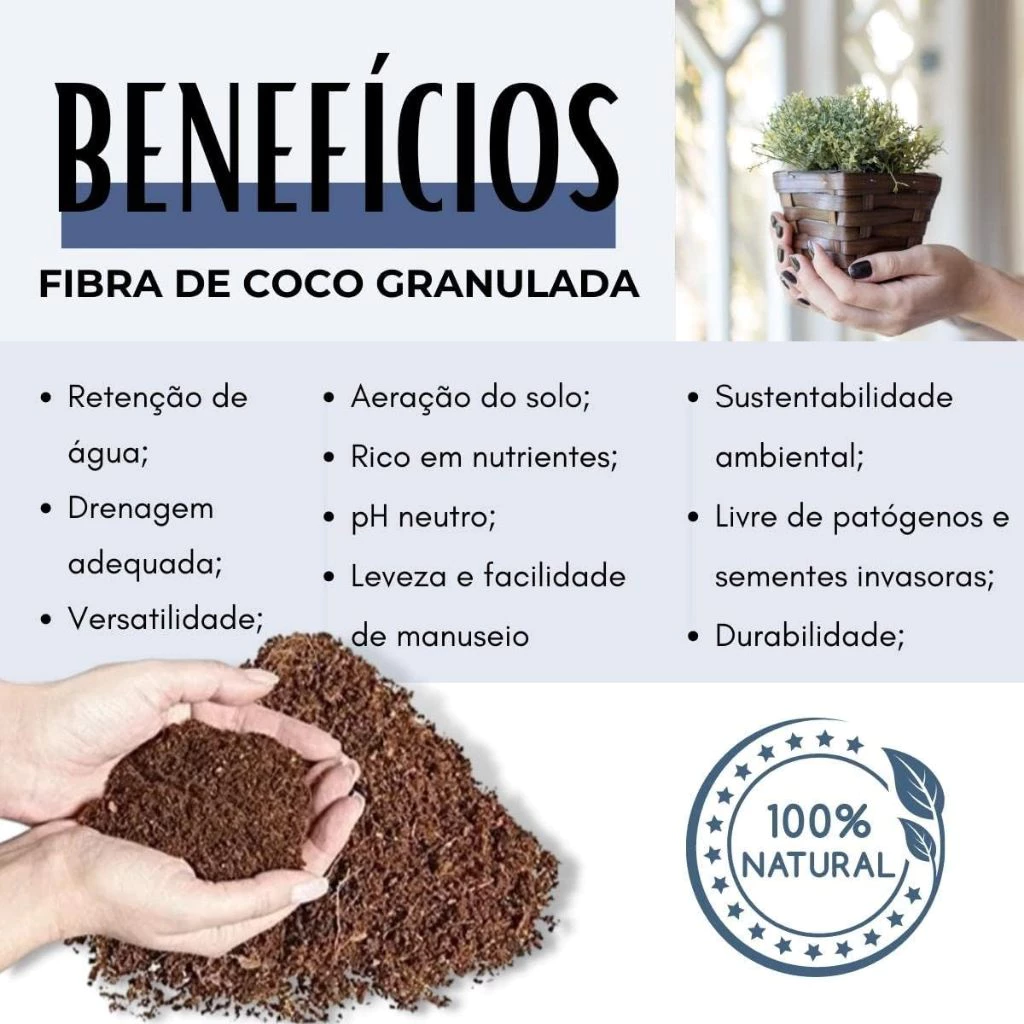 BENEFÍCIOS
FIBRA DE COCO GRANULADA
• Retenção de
água;
• Drenagem
adequada;
• Versatilidade;
• Aeração do solo;
• Rico em nutrientes;
• pH neutro;
• Leveza e facilidade
de manuseio
• Sustentabilidade
ambiental;
• Livre de patógenos e
sementes invasoras;
• Durabilidade;
100%
NATURAL